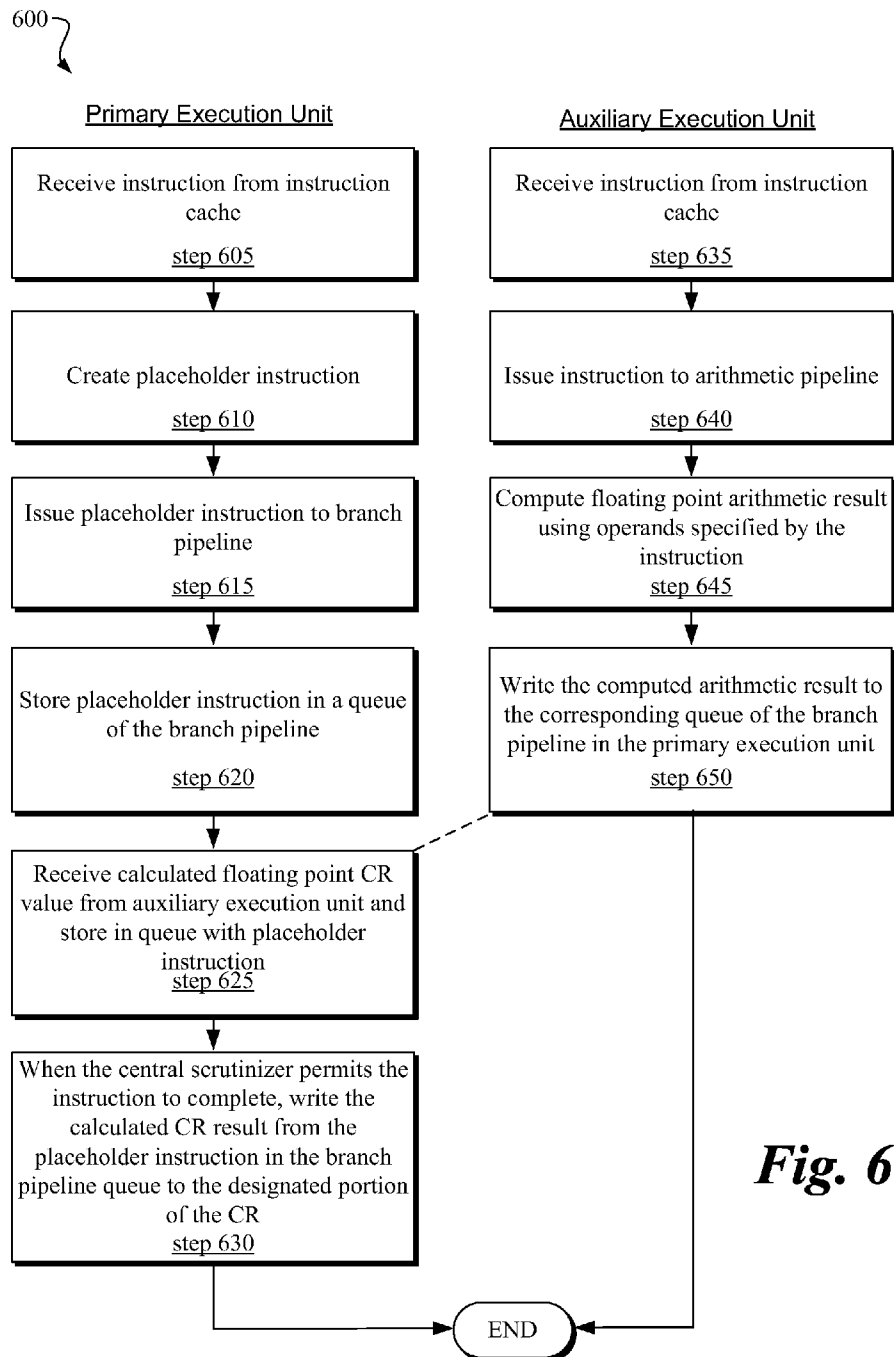 600
Primary Execution Unit
Receive instruction from instruction
cache
step 605
Create placeholder instruction
step 610
Issue placeholder instruction to branch
pipeline
step 615
Store placeholder instruction in a queue
of the branch pipeline
step 620
Receive calculated floating point CR
value from auxiliary execution unit and
store in queue with placeholder
instruction
step 625
When the central scrutinizer permits the
instruction to complete, write the
calculated CR result from the
placeholder instruction in the branch
pipeline queue to the designated portion
of the CR
step 630
Auxiliary Execution Unit
Receive instruction from instruction
cache
step 635
Issue instruction to arithmetic pipeline
step 640
Compute floating point arithmetic result
using operands specified by the
instruction
step 645
Write the computed arithmetic result to
the corresponding queue of the branch
pipeline in the primary execution unit
step 650
END
Fig. 6